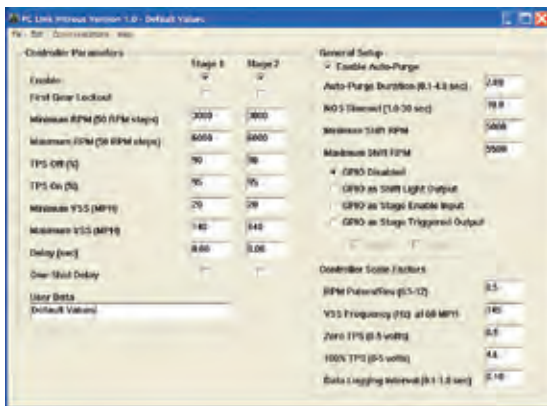 PC Link Nitrous Version 1.0 - Default Values
File Edit Communications Help
Controller Parameters
Stage 1 Stage 2
Enable
First Gear Lockout
Minimum RPM (50 RPM steps) 3000 3000
Maximum RPM (50 RPM steps) 6000 6000
TPS Off (%) 90 90
TPS On (%) 95 95
Minimum VSS (MPH) 20 20
Maximum VSS (MPH) 140 140
Delay (sec) 0.00 0.00
One Shot Delay
User Data
Default Values
General Setup
Enable Auto-Purge
Auto-Purge Duration (0.1-4.0 sec) 2.00
NOS Timeout (1.0-30 sec) 10.0
Minimum Shift RPM 5000
Maximum Shift RPM 5500
GPIO Disabled
GPIO as Shift Light Output
GPIO as Stage Enable Input
GPIO as Stage Triggered Output
Controller Scale Factors
RPM Pulses/Rev (0.5-12) 0.5
VSS Frequency (Hz) at 60 MPH
Zero TPS (0-5 volts)
100% TPS (0-5 volts)
Data Logging Interval (0.1-1.0 sec) 0.10